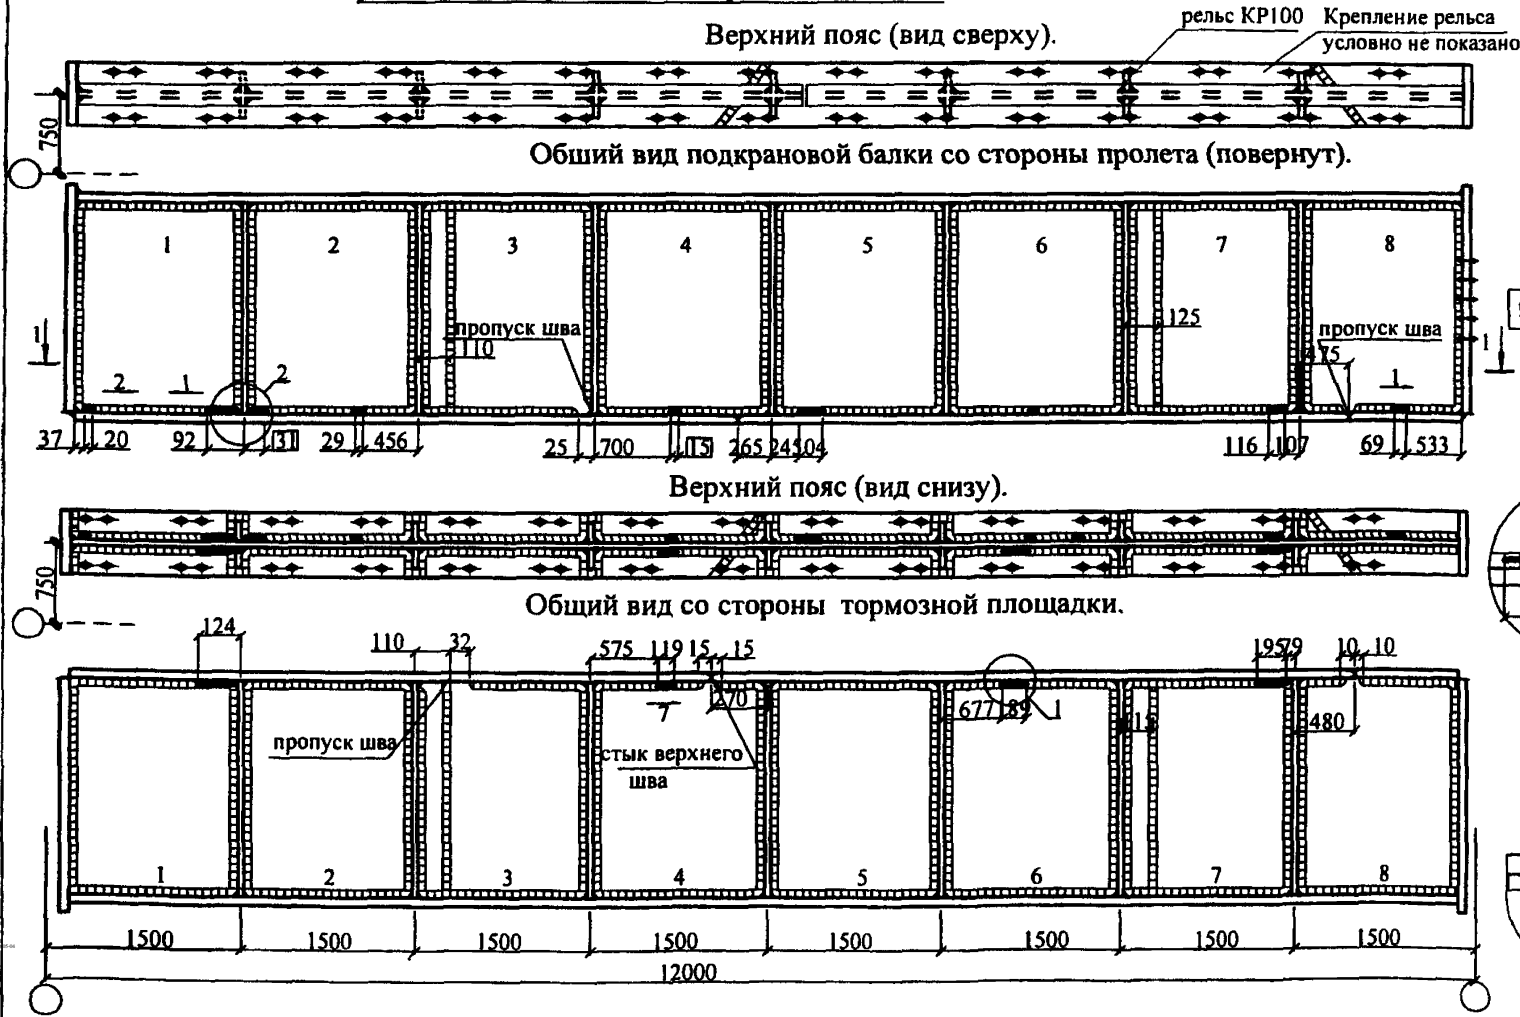 Верхний пояс (вид сверху).
рельс КР100
Крепление рельса
условно не показано
750
Обший вид подкрановой балки со стороны пролета (повернут).
1 2 3 4 5 6 7 8
пропуск шва
110
125
пропуск шва
475
1
1
2 1 2
1
37 20 92 31 29 456 25 700 15 265 245 04 116 107 69 533
Верхний пояс (вид снизу).
750
Общий вид со стороны тормозной площадки.
124 110 32 575 119 15 15 195 79 10 10
7
270
677 89 1
480
пропуск шва
стык верхнего
шва
1 2 3 4 5 6 7 8
1500 1500 1500 1500 1500 1500 1500 1500
12000